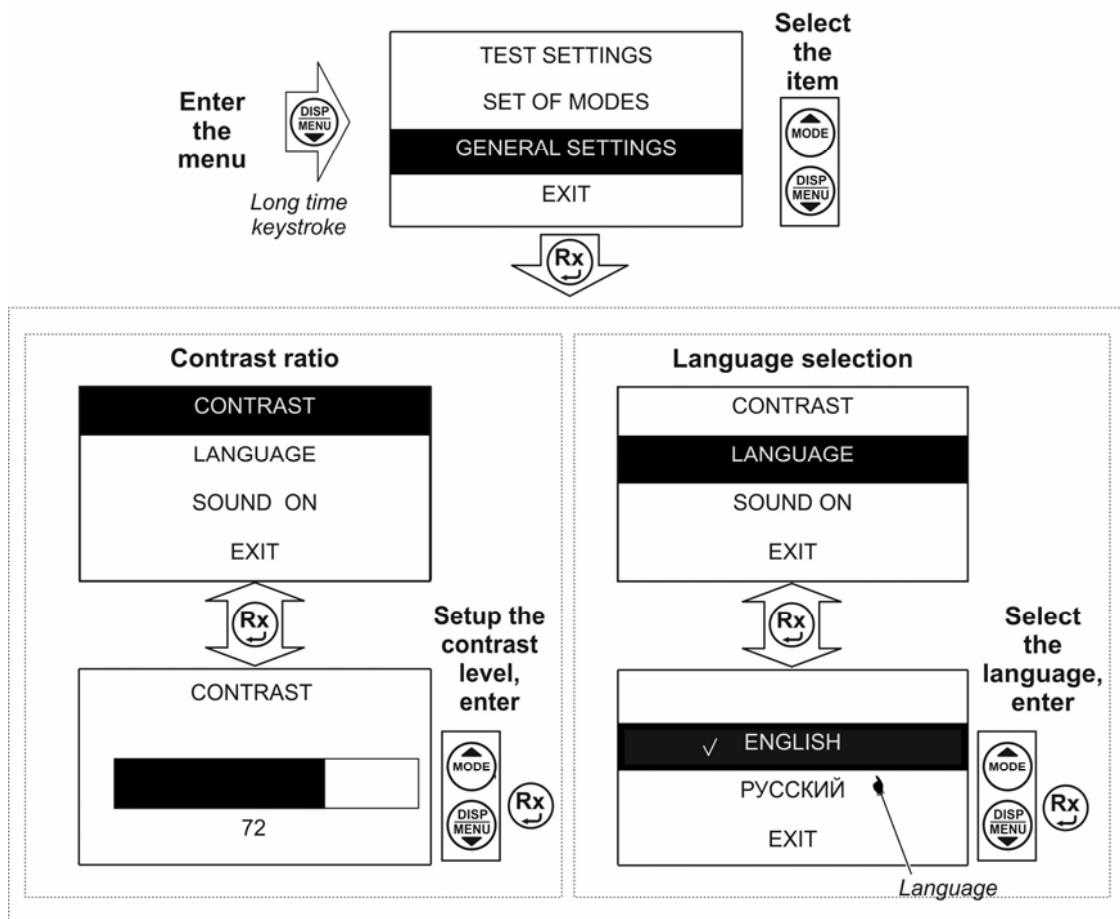 Enter
the
menu
DISP
MENU
Long time
keystroke
TEST SETTINGS
SET OF MODES
GENERAL SETTINGS
EXIT
Select
the
item
MODE
DISP
MENU
Rx
Contrast ratio
CONTRAST
LANGUAGE
SOUND ON
EXIT
Rx
Setup the
contrast
level,
enter
CONTRAST
72
MODE
DISP
MENU
Rx
Language selection
CONTRAST
LANGUAGE
SOUND ON
EXIT
Rx
Select
the
language,
enter
√ ENGLISH
РУССКИЙ
EXIT
MODE
DISP
MENU
Rx
Language